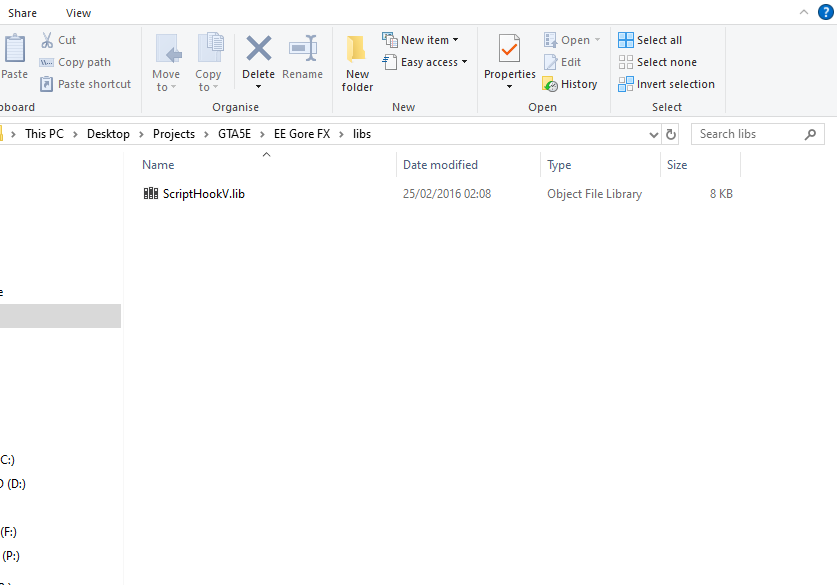 Share View
Paste
Cut
Copy path
Paste shortcut
Move to
Copy to
Delete
Rename
New folder
New item
Easy access
Properties
Open
Edit
History
Select all
Select none
Invert selection
pboard
Organise
New
Open
Select
This PC > Desktop > Projects > GTA5E > EE Gore FX > libs
Search libs
Name Date modified Type Size
ScriptHookV.lib 25/02/2016 02:08 Object File Library 8 KB
e
C:)
(D:)
(F:)
(P:)